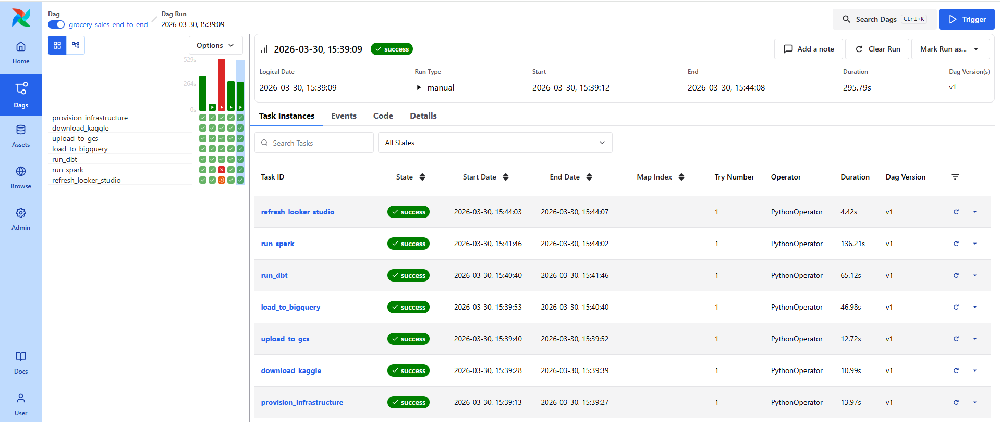 Dag
grocery_sales_end_to_end
/
Dag Run
2026-03-30, 15:39:09
Search Dags Ctrl+K
Trigger
Home
Dags
Assets
Browse
Admin
Docs
User
Options
529s
264s
0s
provision_infrastructure
download_kaggle
upload_to_gcs
load_to_bigquery
run_dbt
run_spark
refresh_looker_studio
2026-03-30, 15:39:09 success
Add a note
Clear Run
Mark Run as...
Logical Date Run Type Start End Duration Dag Version(s)
2026-03-30, 15:39:09 manual 2026-03-30, 15:39:12 2026-03-30, 15:44:08 295.79s v1
Task Instances Events Code Details
Search Tasks
All States
Task ID State Start Date End Date Map Index Try Number Operator Duration Dag Version
refresh_looker_studio success 2026-03-30, 15:44:03 2026-03-30, 15:44:07 1 PythonOperator 4.42s v1
run_spark success 2026-03-30, 15:41:46 2026-03-30, 15:44:02 1 PythonOperator 136.21s v1
run_dbt success 2026-03-30, 15:40:40 2026-03-30, 15:41:46 1 PythonOperator 65.12s v1
load_to_bigquery success 2026-03-30, 15:39:53 2026-03-30, 15:40:40 1 PythonOperator 46.98s v1
upload_to_gcs success 2026-03-30, 15:39:40 2026-03-30, 15:39:52 1 PythonOperator 12.72s v1
download_kaggle success 2026-03-30, 15:39:28 2026-03-30, 15:39:39 1 PythonOperator 10.99s v1
provision_infrastructure success 2026-03-30, 15:39:13 2026-03-30, 15:39:27 1 PythonOperator 13.97s v1